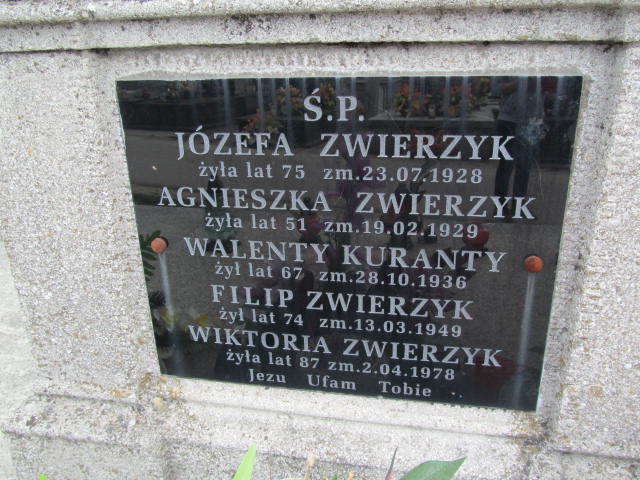 Ś.P.
JÓZEFA ZWIERZYK
żyła lat 75 zm.23.07.1928
AGNIESZKA ZWIERZYK
żyła lat 51 zm.19.02.1929
WALENTY KURANTY
żył lat 67 zm.28.10.1936
FILIP ZWIERZYK
żył lat 74 zm.13.03.1949
WIKTORIA ZWIERZYK
żyła lat 87 zm.2.04.1978
Jezu Ufam Tobie